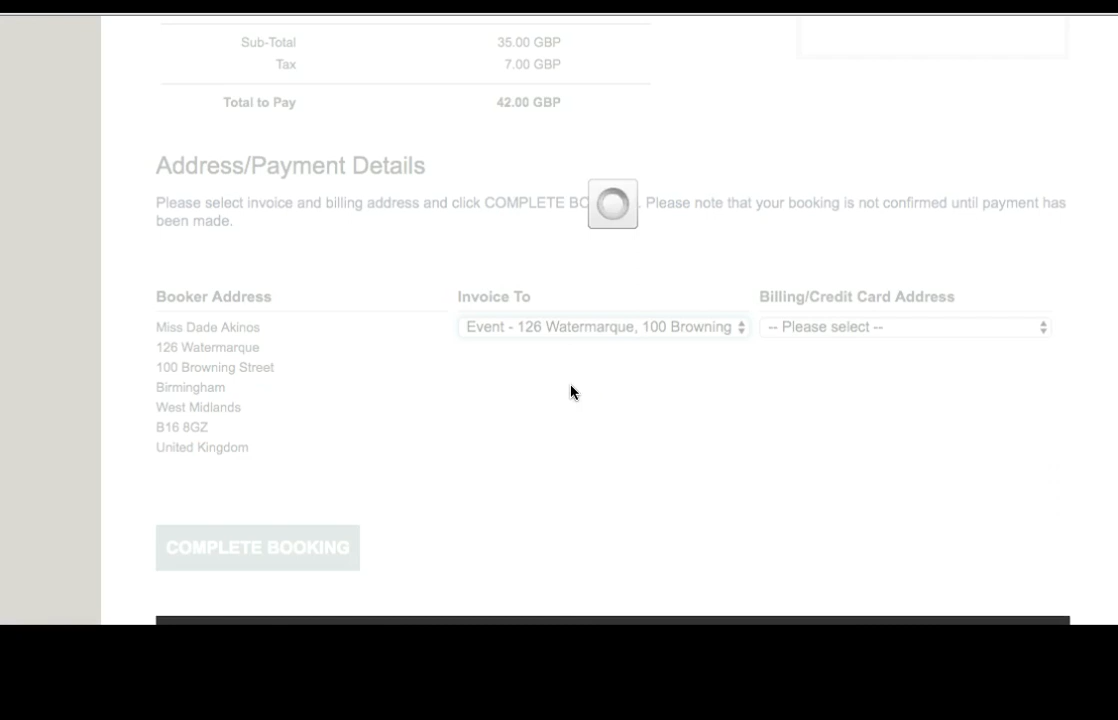 Sub-Total 35.00 GBP
Tax 7.00 GBP
Total to Pay 42.00 GBP
Address/Payment Details
Please select invoice and billing address and click COMPLETE BO . Please note that your booking is not confirmed until payment has
been made.
Booker Address Invoice To Billing/Credit Card Address
Miss Dade Akinos Event - 126 Watermarque, 100 Browning -- Please select --
126 Watermarque
100 Browning Street
Birmingham
West Midlands
B16 8GZ
United Kingdom
COMPLETE BOOKING